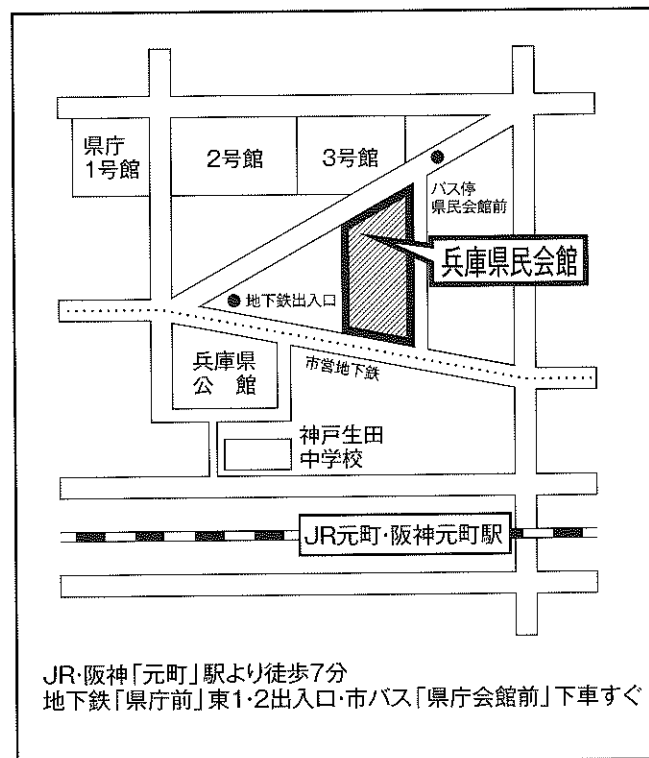 県庁
1号館
2号館
3号館
バス停
県民会館前
兵庫県民会館
地下鉄出入口
市営地下鉄
兵庫県
公 館
神戸生田
中学校
JR元町・阪神元町駅
JR・阪神「元町」駅より徒歩7分
地下鉄「県庁前」東1・2出入口・市バス「県庁会館前」下車すぐ